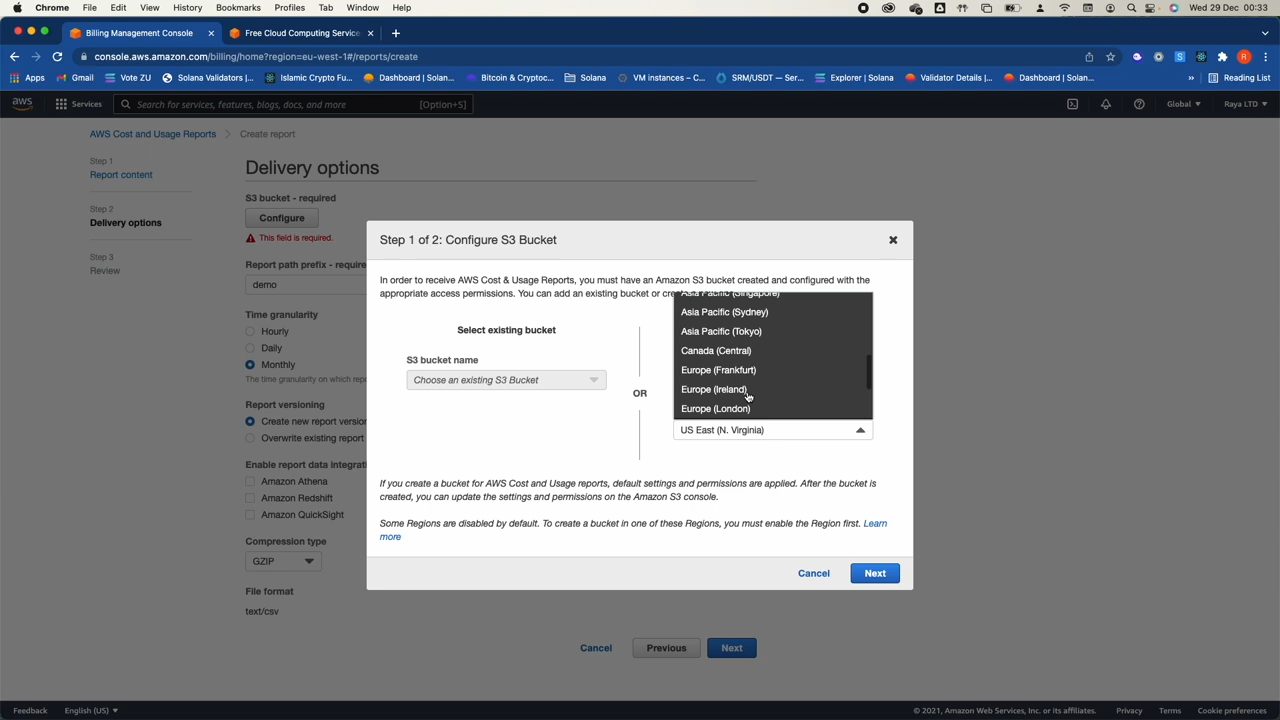 Chrome File Edit View History Bookmarks Profiles Tab Window Help Wed 29 Dec 00:33
Billing Management Console Free Cloud Computing Service
console.aws.amazon.com/billing/home?region=eu-west-1#/reports/create
Apps Gmail Vote ZU Solana Validators |... Islamic Crypto Fu... Dashboard | Solan... Bitcoin & Cryptoc... Solana VM instances – C... SRM/USDT — Ser... Explorer | Solana Validator Details |... Dashboard | Solan... » Reading List
aws Services Search for services, features, blogs, docs, and more [Option+S] Global Raya LTD
AWS Cost and Usage Reports Create report
Step 1
Report content
Step 2
Delivery options
Step 3
Review
Delivery options
S3 bucket - required
Configure
This field is required.
Report path prefix - require
demo
Time granularity
Hourly
Daily
Monthly
The time granularity on which rep
Report versioning
Create new report version
Overwrite existing report
Enable report data integrati
Amazon Athena
Amazon Redshift
Amazon QuickSight
Compression type
GZIP
File format
text/csv
Cancel Previous Next
Step 1 of 2: Configure S3 Bucket
In order to receive AWS Cost & Usage Reports, you must have an Amazon S3 bucket created and configured with the
appropriate access permissions. You can add an existing bucket or cre
Select existing bucket
S3 bucket name
Choose an existing S3 Bucket
OR
Asia Pacific (Singapore)
Asia Pacific (Sydney)
Asia Pacific (Tokyo)
Canada (Central)
Europe (Frankfurt)
Europe (Ireland)
Europe (London)
US East (N. Virginia)
If you create a bucket for AWS Cost and Usage reports, default settings and permissions are applied. After the bucket is
created, you can update the settings and permissions on the Amazon S3 console.
Some Regions are disabled by default. To create a bucket in one of these Regions, you must enable the Region first. Learn
more
Cancel Next
Feedback English (US) © 2021, Amazon Web Services, Inc. or its affiliates. Privacy Terms Cookie preferences